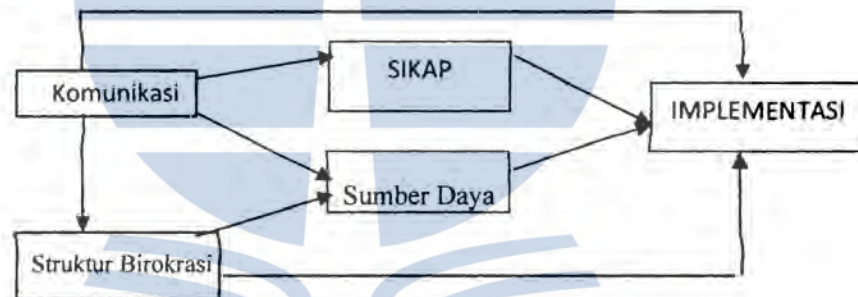 SIKAP
Komunikasi
IMPLEMENTASI
Sumber Daya
Struktur Birokrasi